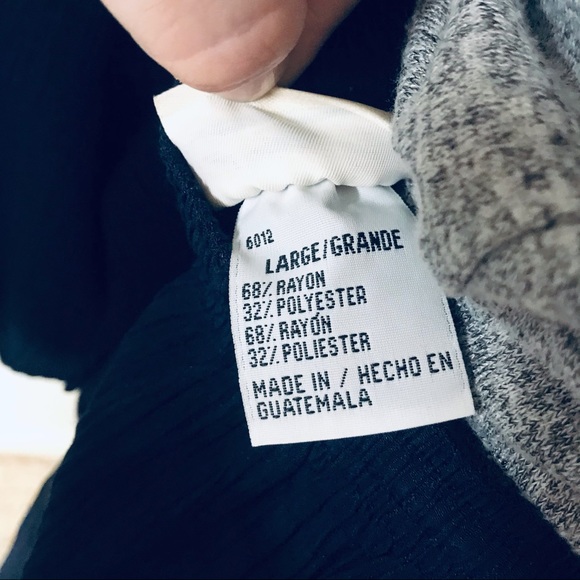 6012
LARGE/GRANDE
68% RAYON
32% POLYESTER
68% RAYÓN
32% POLIESTER
MADE IN / HECHO EN
GUATEMALA